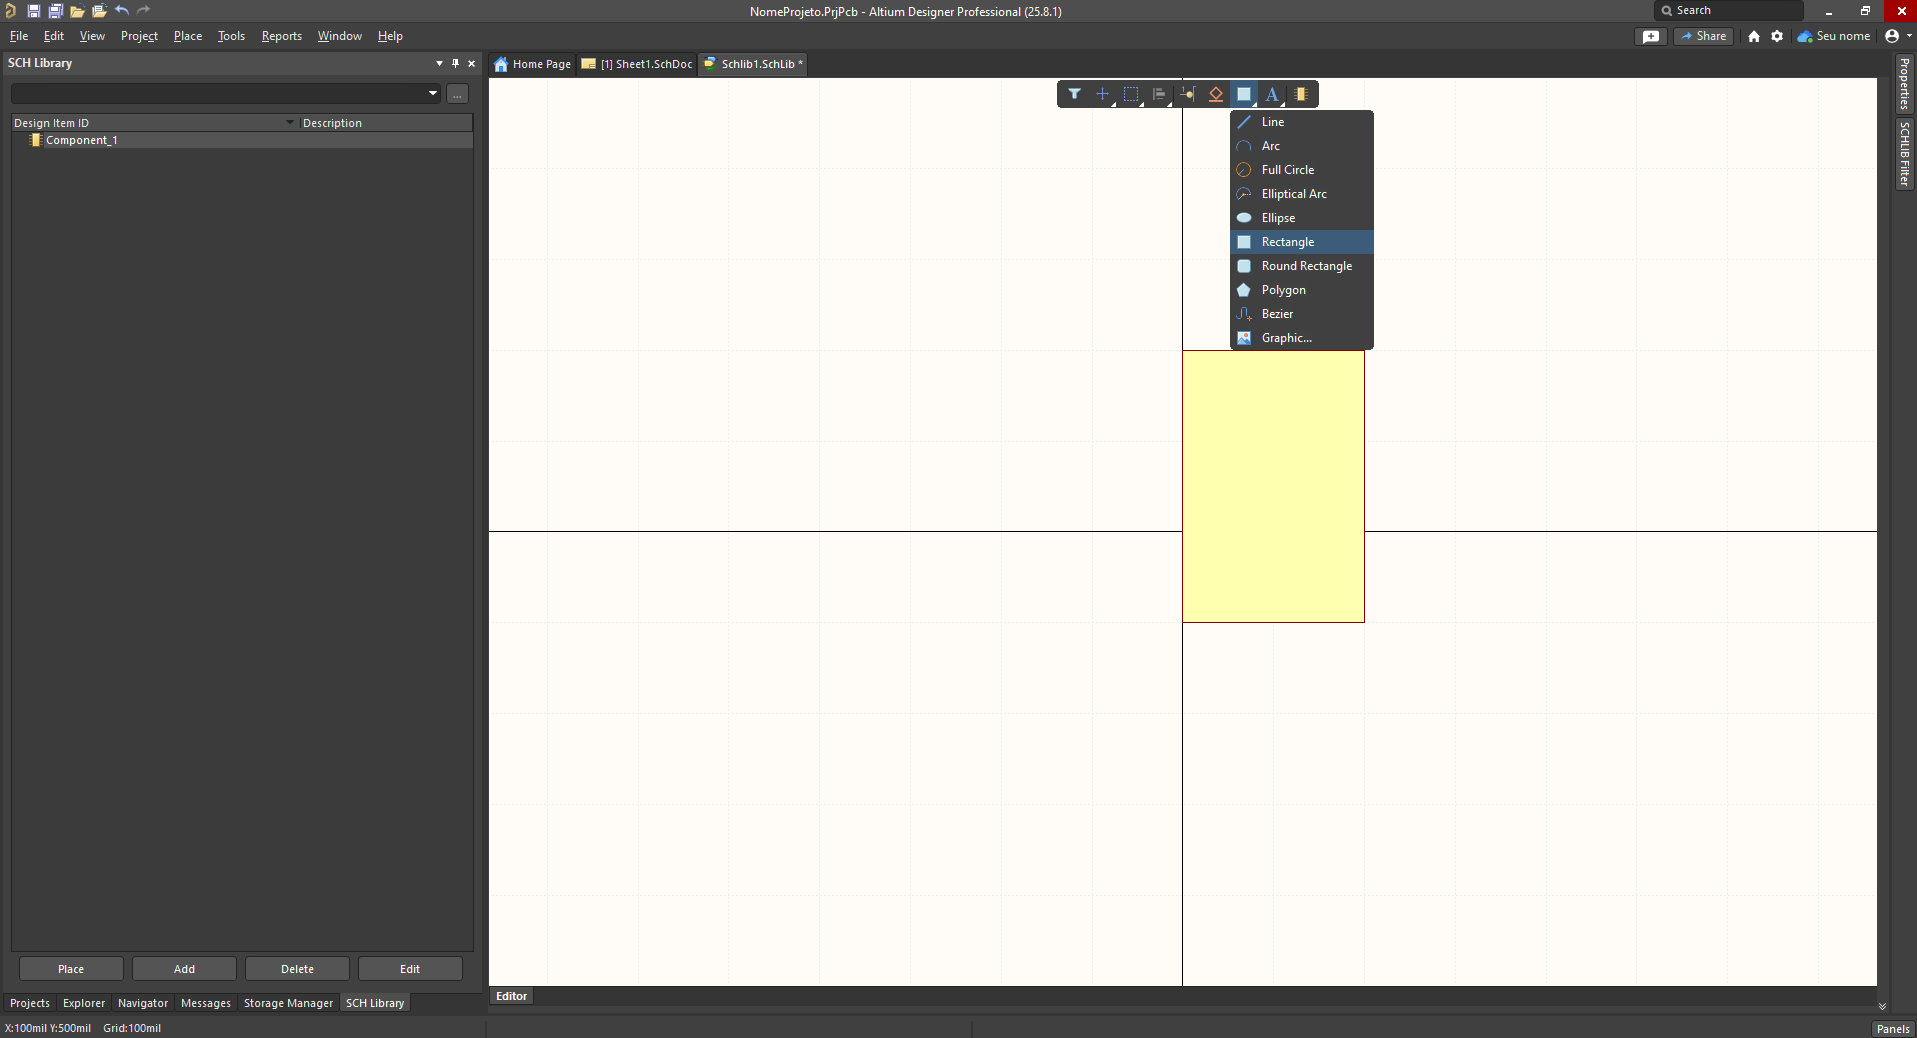 NomeProjeto.PrjPcb - Altium Designer Professional (25.8.1)
Search
File Edit View Project Place Tools Reports Window Help
Share
Seu nome
SCH Library
Home Page
[1] Sheet1.SchDoc
Schlib1.SchLib *
...
Design Item ID
Description
Component_1
A
Line
Arc
Full Circle
Elliptical Arc
Ellipse
Rectangle
Round Rectangle
Polygon
Bezier
Graphic...
Properties
SCHLIB Filter
Place
Add
Delete
Edit
Projects Explorer Navigator Messages Storage Manager SCH Library
Editor
X:100mil Y:500mil Grid:100mil
Panels